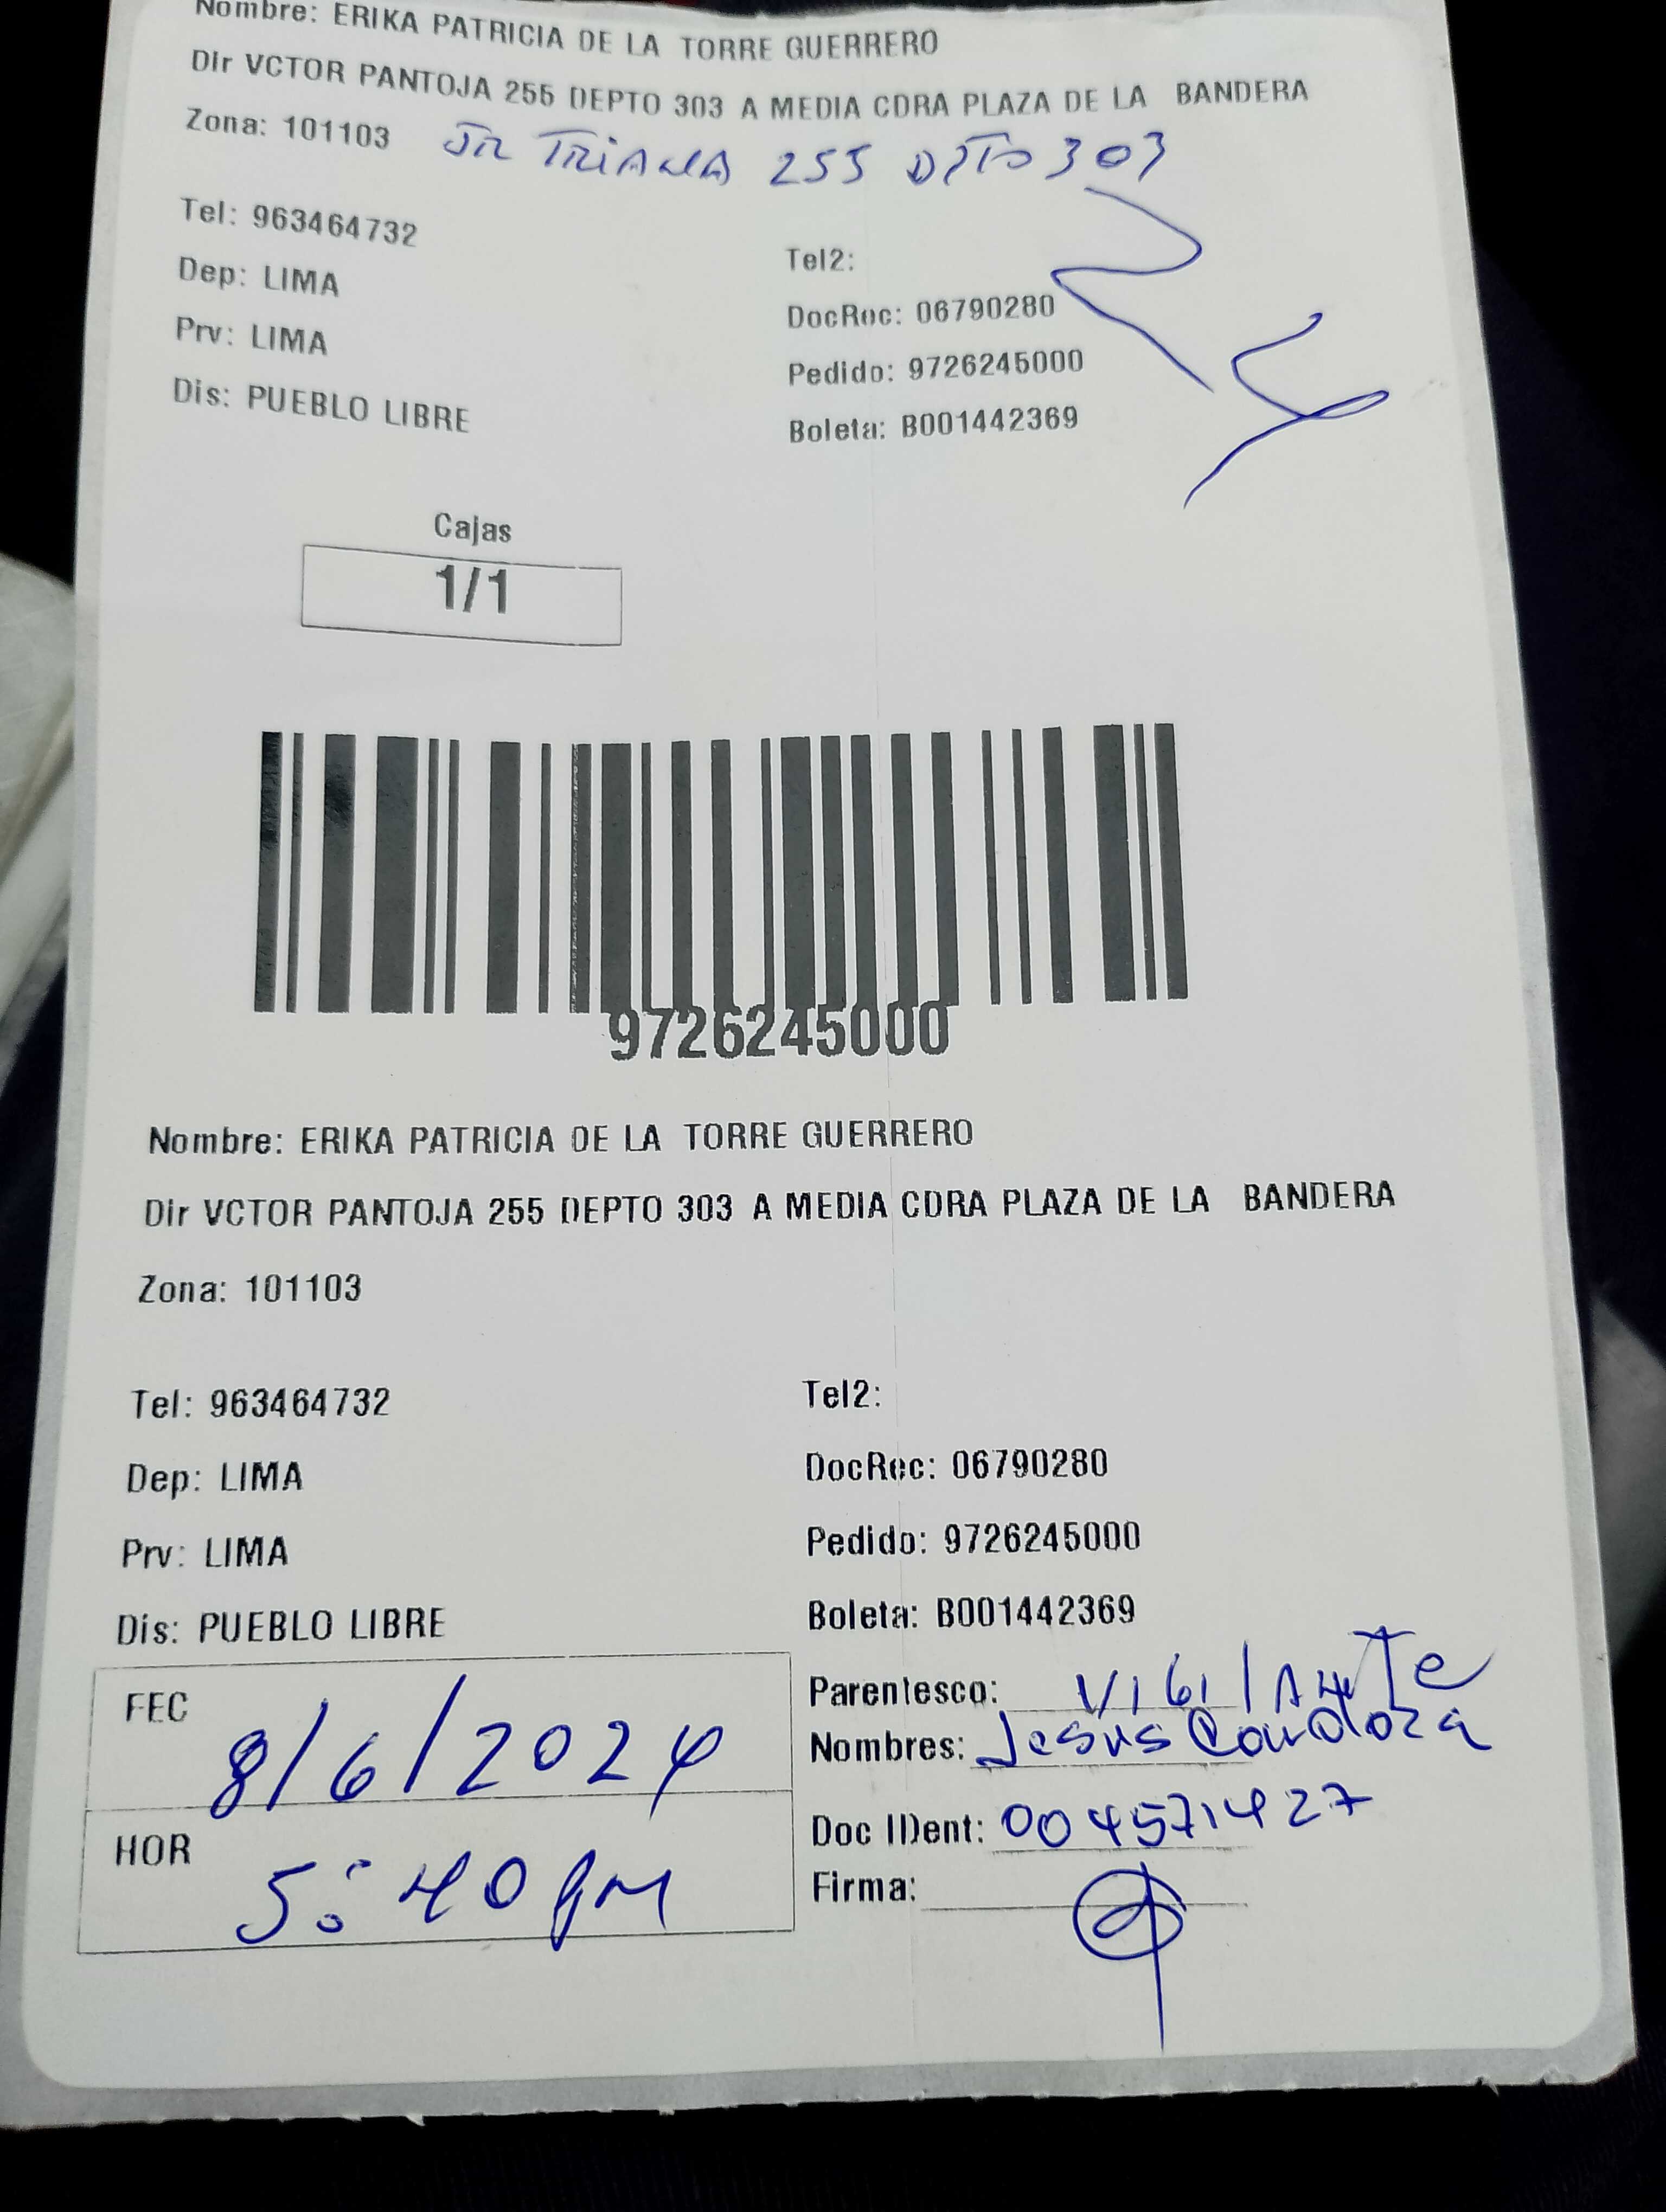 Nombre: ERIKA PATRICIA DE LA TORRE GUERRERO
Dir VCTOR PANTOJA 255 DEPTO 303 A MEDIA CDRA PLAZA DE LA BANDERA
Zona: 101103 JR TRIANA 255 DPTO 303
Tel: 963464732
Tel2:
Dep: LIMA
DocRec: 06790280
Prv: LIMA
Pedido: 9726245000
Dis: PUEBLO LIBRE
Boleta: B001442369
Cajas
1/1
9726245000
Nombre: ERIKA PATRICIA DE LA TORRE GUERRERO
Dir VCTOR PANTOJA 255 DEPTO 303 A MEDIA CDRA PLAZA DE LA BANDERA
Zona: 101103
Tel: 963464732
Tel2:
Dep: LIMA
DocRec: 06790280
Prv: LIMA
Pedido: 9726245000
Dis: PUEBLO LIBRE
Boleta: B001442369
FEC 8/6/2024
Parentesco: VIGILANTE
Nombres: Jesus
HOR 5:40 pm
Doc IDent: 004571427
Firma: